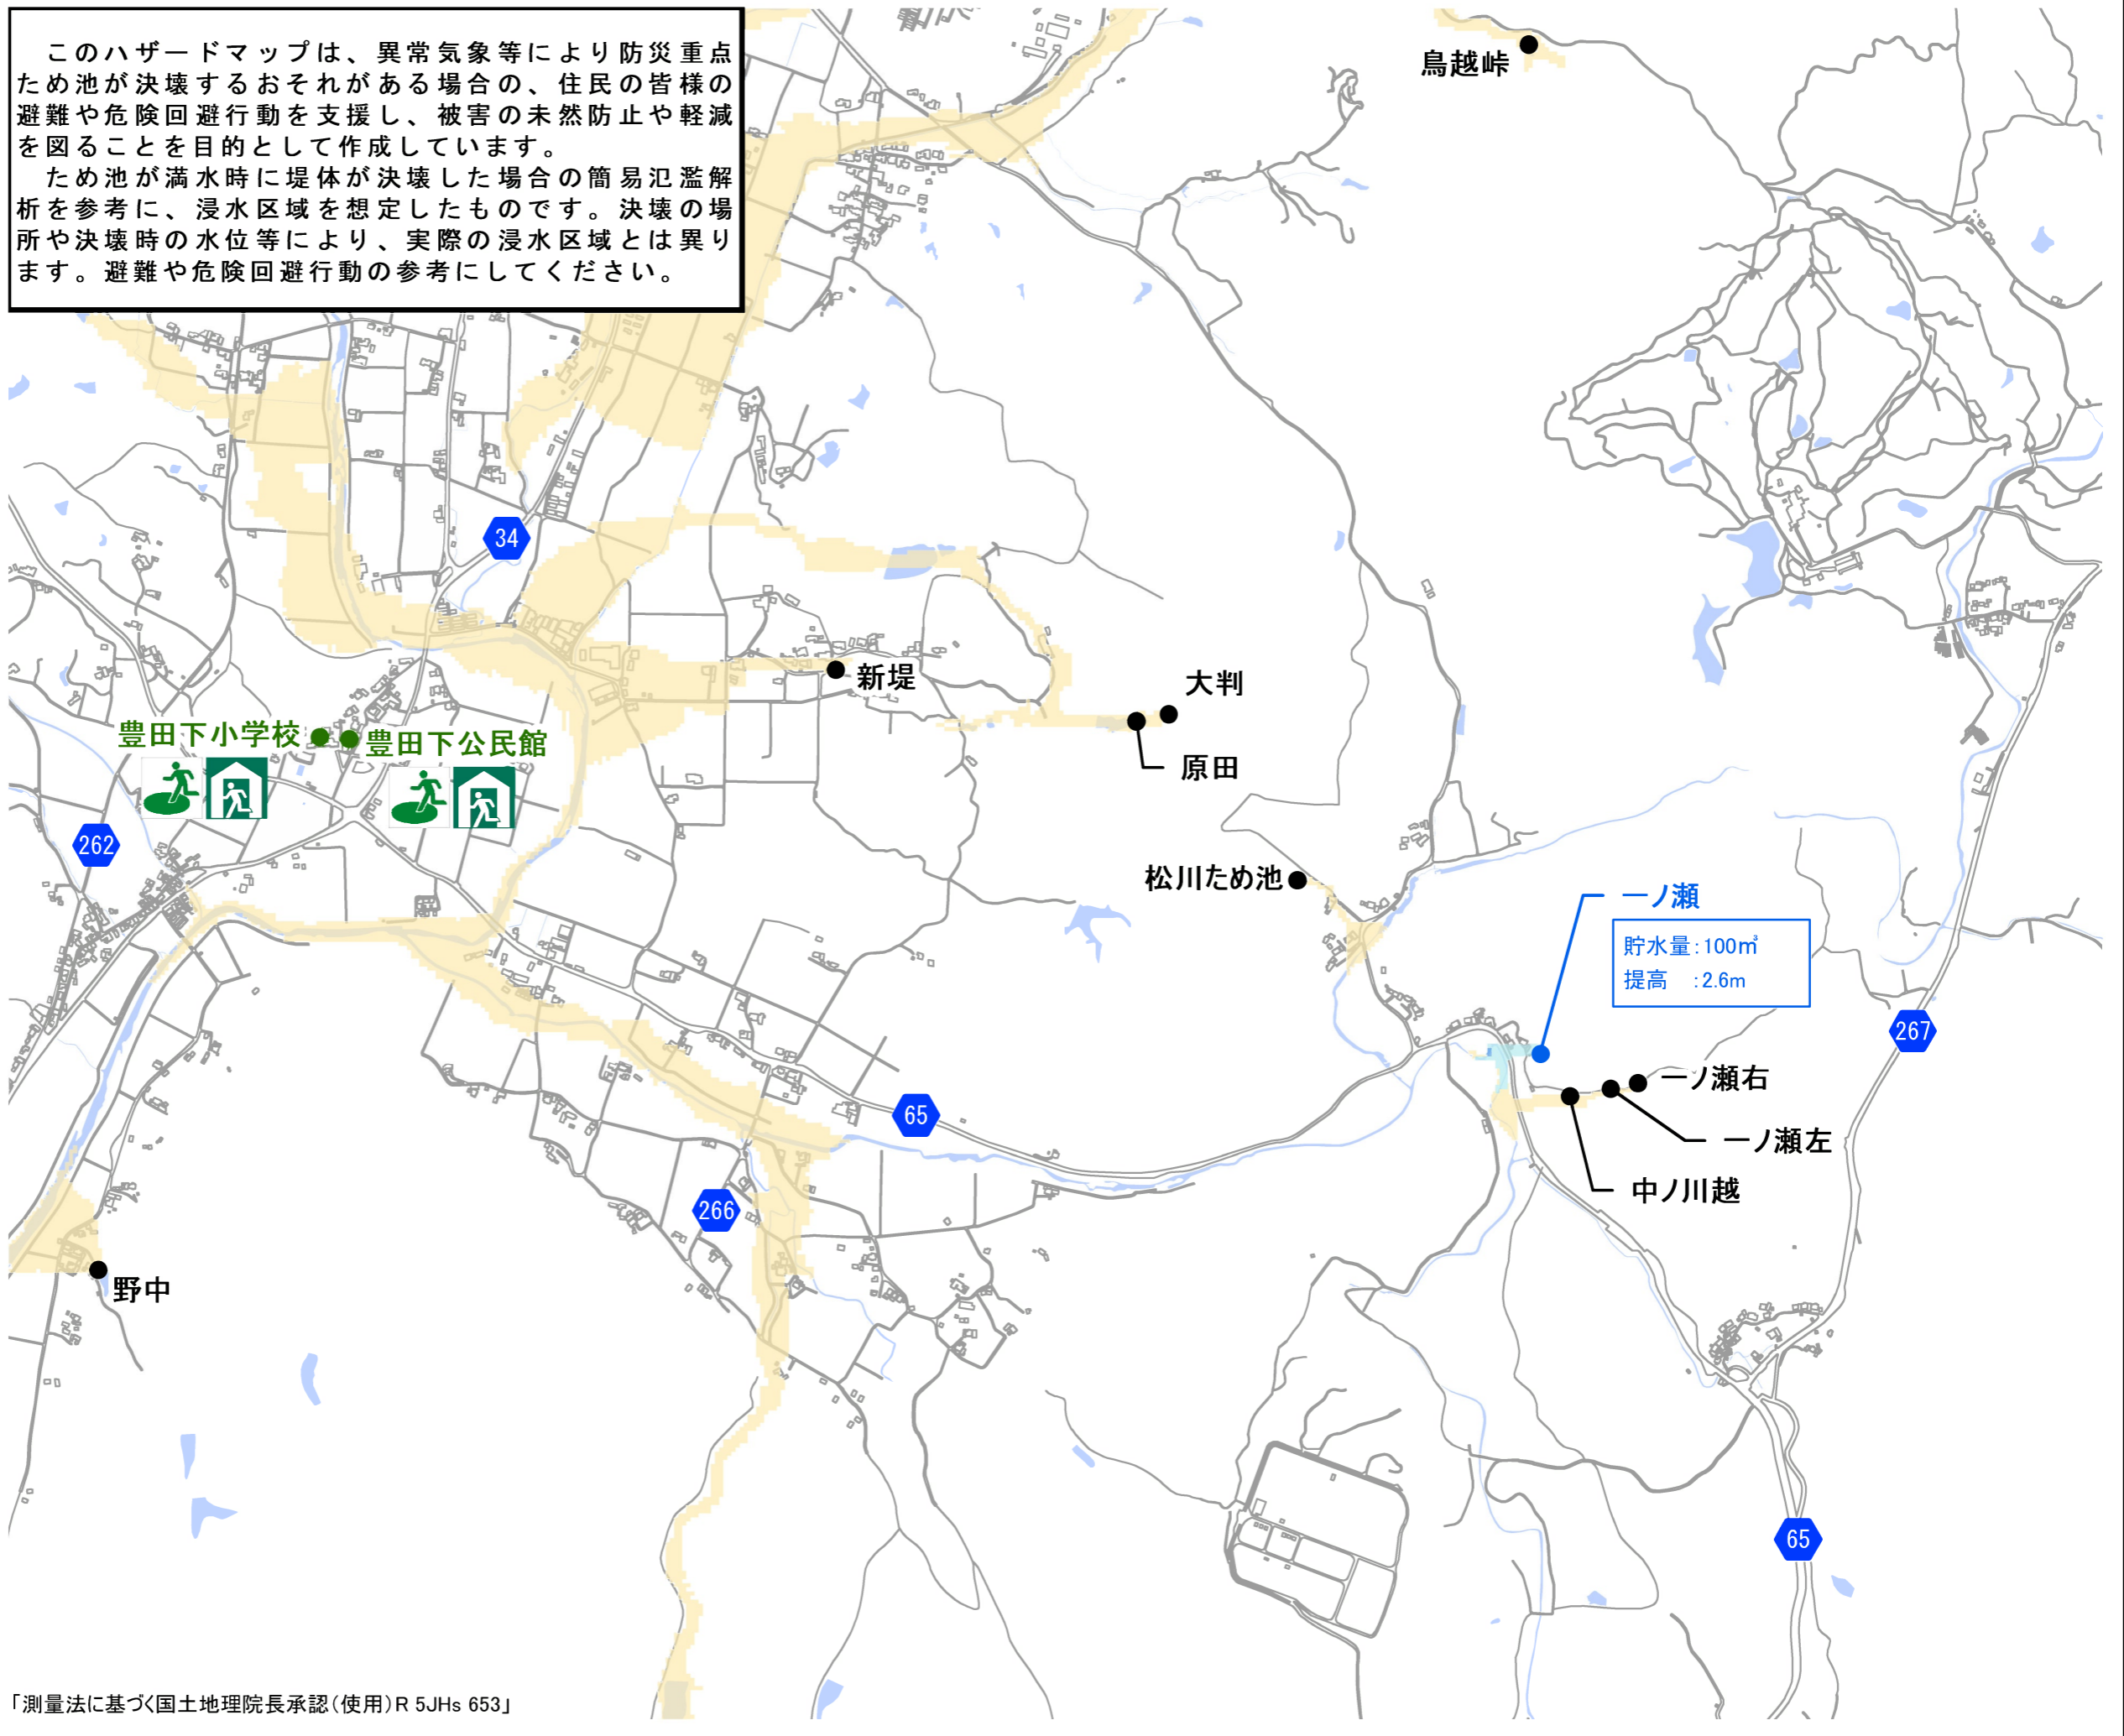 このハザードマップは、異常気象等により防災重点
ため池が決壊するおそれがある場合の、住民の皆様の
避難や危険回避行動を支援し、被害の未然防止や軽減
を図ることを目的として作成しています。
ため池が満水時に堤体が決壊した場合の簡易氾濫解
析を参考に、浸水区域を想定したものです。決壊の場
所や決壊時の水位等により、実際の浸水区域とは異り
ます。避難や危険回避行動の参考にしてください。
鳥越峠
34
新堤
大判
原田
豊田下小学校
豊田下公民館
262
松川ため池
一ノ瀬
貯水量:100㎥
提高 :2.6m
267
一ノ瀬右
一ノ瀬左
中ノ川越
65
266
野中
65
「測量法に基づく国土地理院長承認(使用)R 5JHs 653」